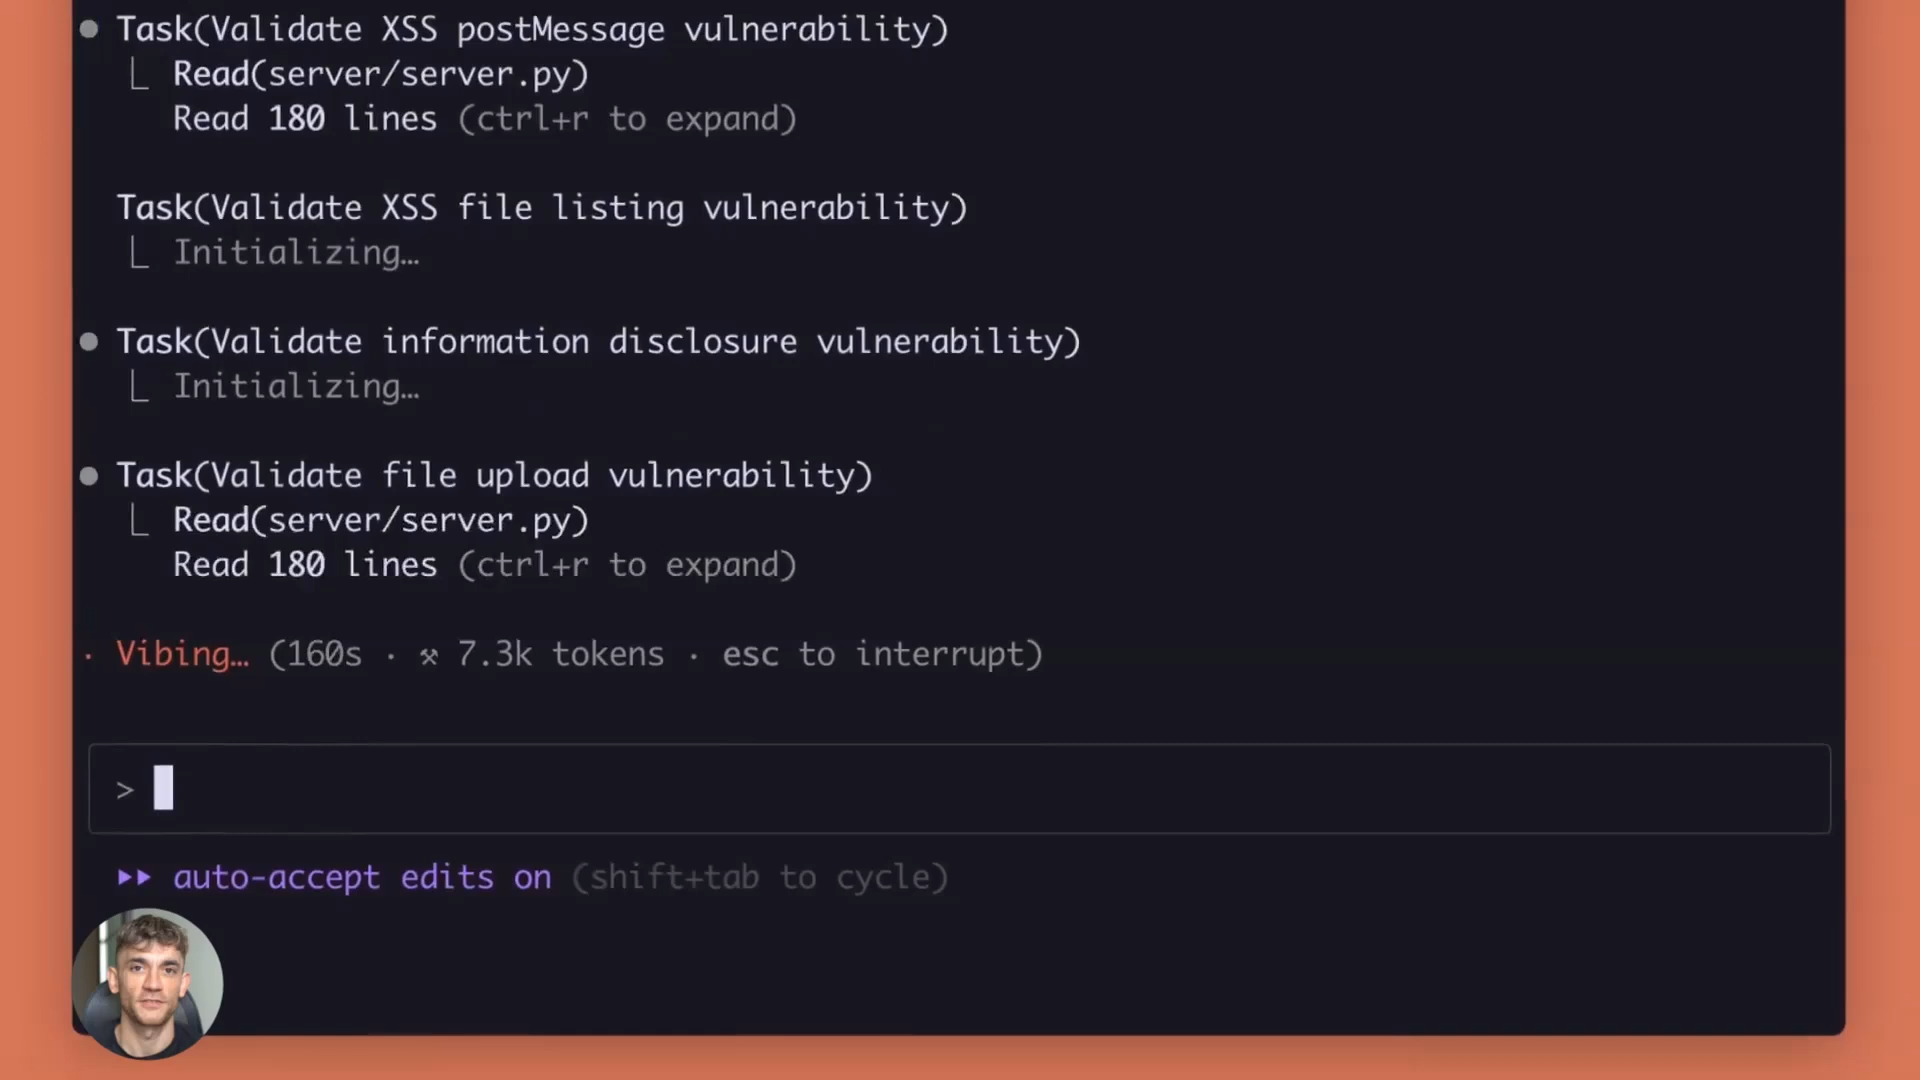 ● Task(Validate XSS postMessage vulnerability)
⎿ Read(server/server.py)
Read 180 lines (ctrl+r to expand)
Task(Validate XSS file listing vulnerability)
⎿ Initializing…
● Task(Validate information disclosure vulnerability)
⎿ Initializing…
● Task(Validate file upload vulnerability)
⎿ Read(server/server.py)
Read 180 lines (ctrl+r to expand)
· Vibing… (160s · ⚒ 7.3k tokens · esc to interrupt)
>
▸▸ auto-accept edits on (shift+tab to cycle)